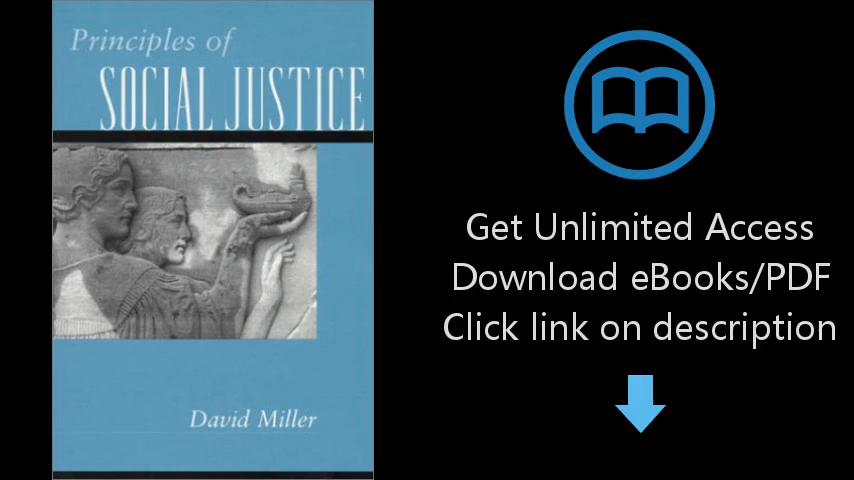 Principles of
SOCIAL JUSTICE
David Miller
Get Unlimited Access
Download eBooks/PDF
Click link on description